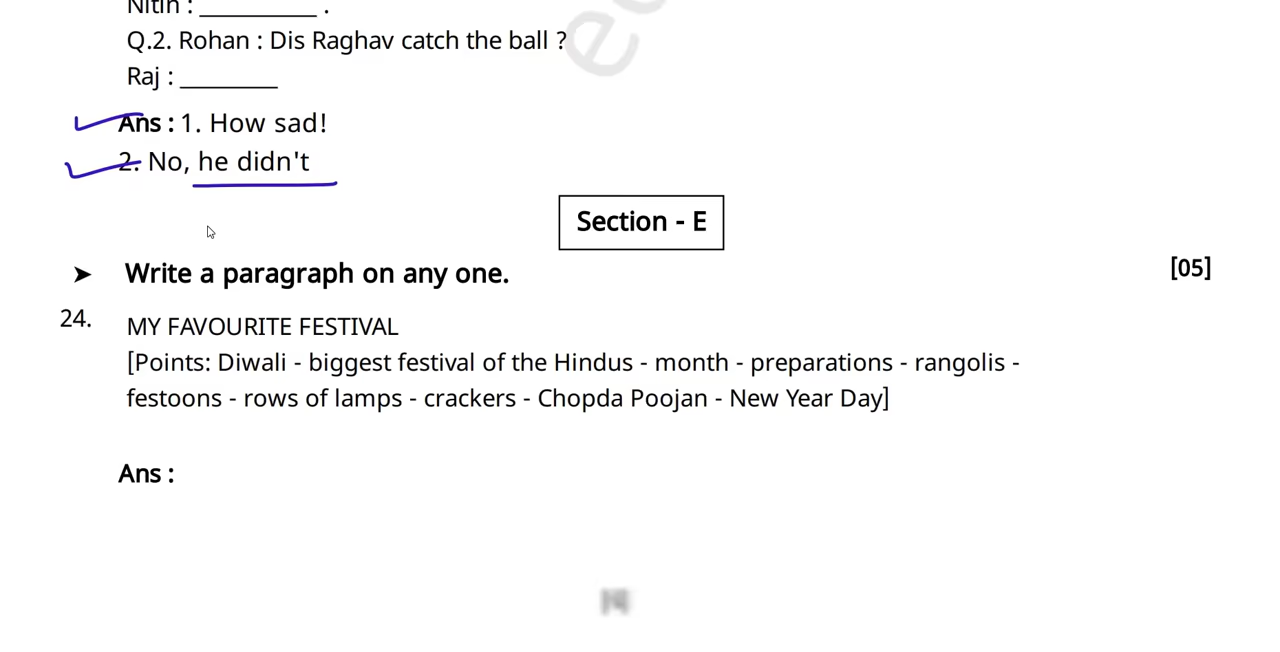 Nitin : __________ .
Q.2. Rohan : Dis Raghav catch the ball ?
Raj : ________
Ans : 1. How sad!
2. No, he didn't
Section - E
➤ Write a paragraph on any one. [05]
24. MY FAVOURITE FESTIVAL
[Points: Diwali - biggest festival of the Hindus - month - preparations - rangolis -
festoons - rows of lamps - crackers - Chopda Poojan - New Year Day]
Ans :